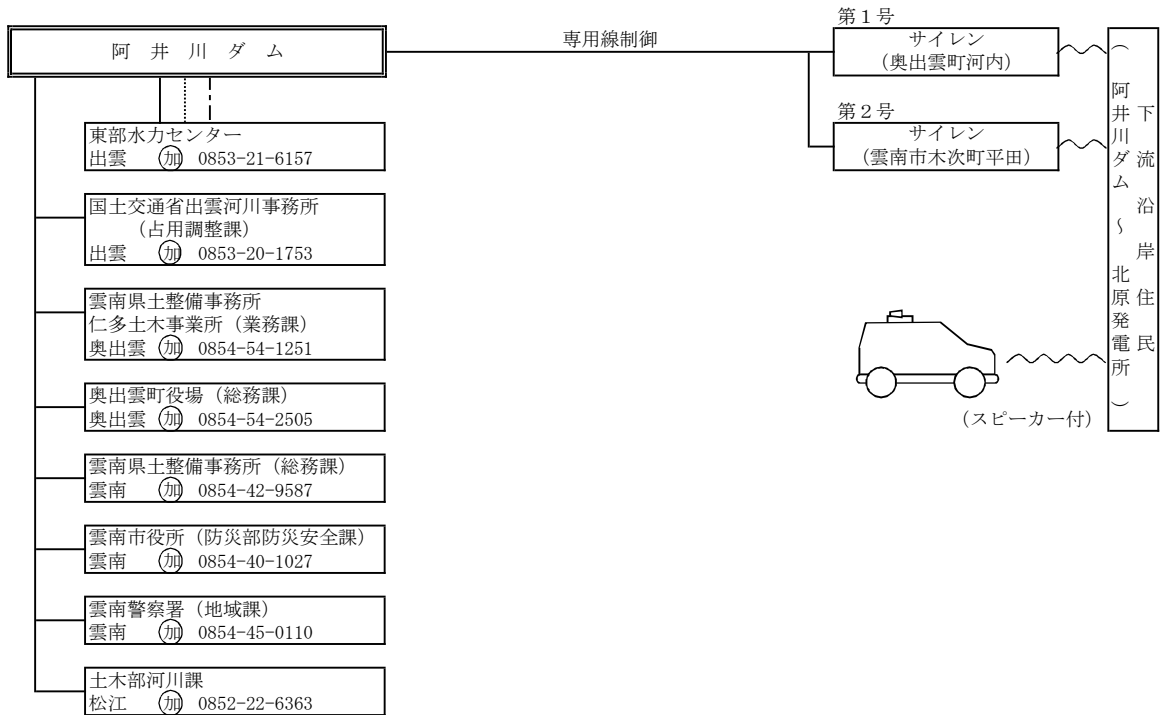 阿井川ダム
専用線制御
第1号
サイレン
(奥出雲町河内)
第2号
サイレン
(雲南市木次町平田)
下流沿岸住民
(阿井川ダム~北原発電所)
(スピーカー付)
東部水力センター
出雲 加 0853-21-6157
国土交通省出雲河川事務所
(占用調整課)
出雲 加 0853-20-1753
雲南県土整備事務所
仁多土木事業所(業務課)
奥出雲 加 0854-54-1251
奥出雲町役場(総務課)
奥出雲 加 0854-54-2505
雲南県土整備事務所(総務課)
雲南 加 0854-42-9587
雲南市役所(防災部防災安全課)
雲南 加 0854-40-1027
雲南警察署(地域課)
雲南 加 0854-45-0110
土木部河川課
松江 加 0852-22-6363